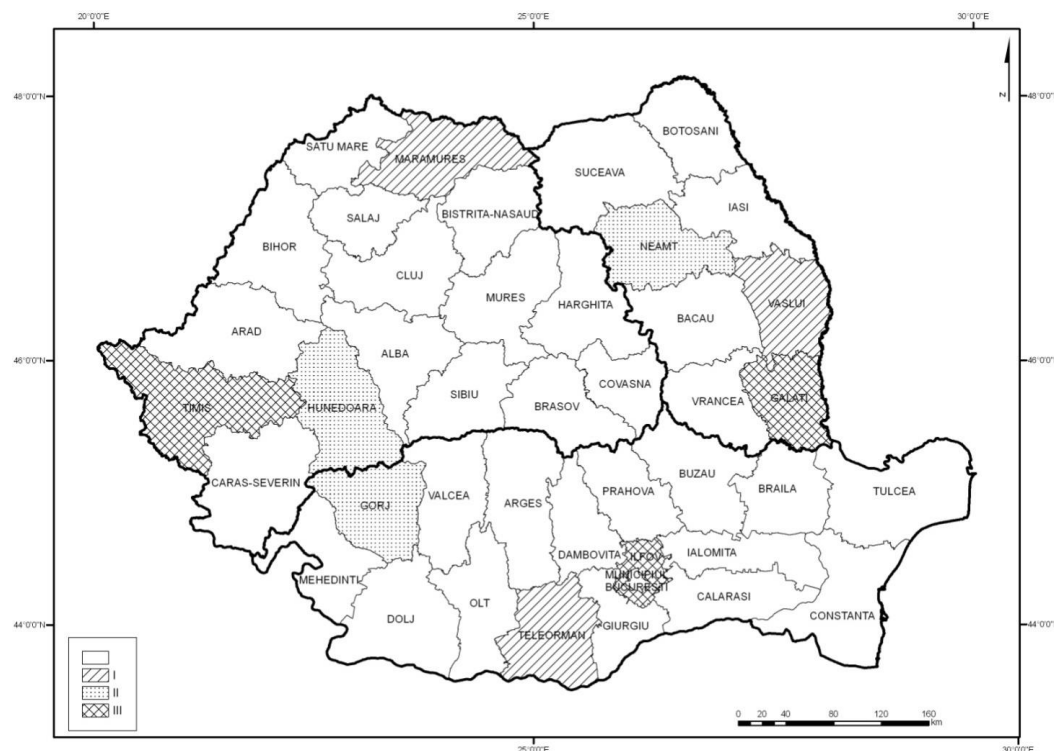 20°0'0"E 25°0'0"E 30°0'0"E
48°0'0"N 48°0'0"N
N
BOTOSANI
SATU MARE
MARAMURES
SUCEAVA
IASI
SALAJ
BISTRITA-NASAUD
BIHOR
NEAMT
CLUJ
MURES
HARGHITA
VASLUI
BACAU
ARAD
ALBA
46°0'0"N 46°0'0"N
COVASNA
SIBIU
BRASOV
VRANCEA
GALATI
TIMIS
HUNEDOARA
CARAS-SEVERIN
GORJ
VALCEA
ARGES
PRAHOVA
BUZAU
BRAILA
TULCEA
DAMBOVITA
ILFOV
IALOMITA
MEHEDINTI
MUNICIPIUL
BUCURESTI
CALARASI
DOLJ
OLT
TELEORMAN
GIURGIU
CONSTANTA
44°0'0"N 44°0'0"N
I
II
III
0 10 20 40 80 120 160
km
25°0'0"E 30°0'0"E